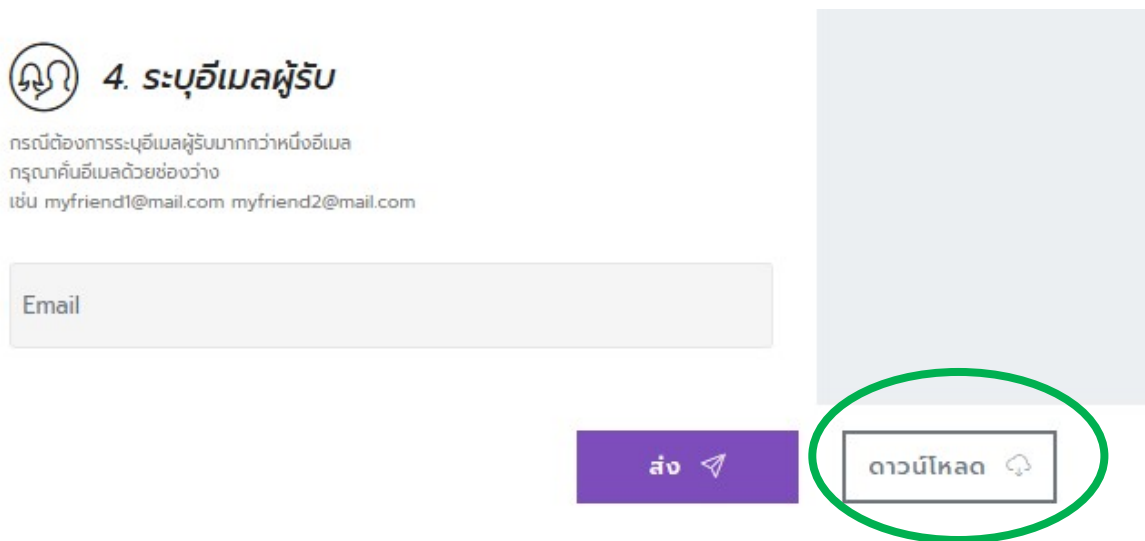 4. ระบุอีเมลผู้รับ
กรณีต้องการระบุอีเมลผู้รับมากกว่าหนึ่งอีเมล
กรุณาคั่นอีเมลด้วยช่องว่าง
เช่น myfriend1@mail.com myfriend2@mail.com
Email
ส่ง
ดาวน์โหลด